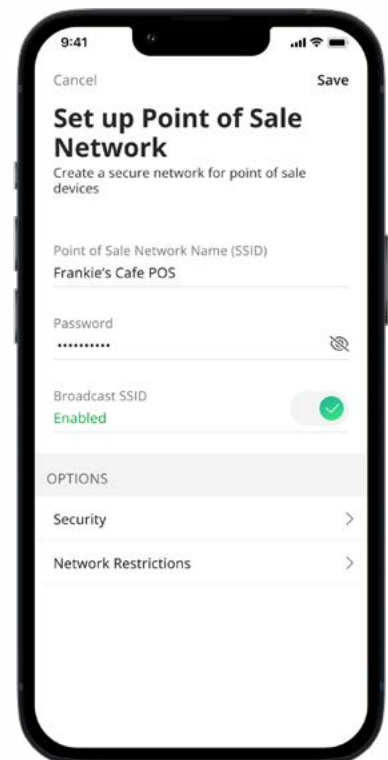 9:41
Cancel Save
Set up Point of Sale
Network
Create a secure network for point of sale
devices
Point of Sale Network Name (SSID)
Frankie’s Cafe POS
Password
••••••••••
Broadcast SSID
Enabled
OPTIONS
Security
Network Restrictions